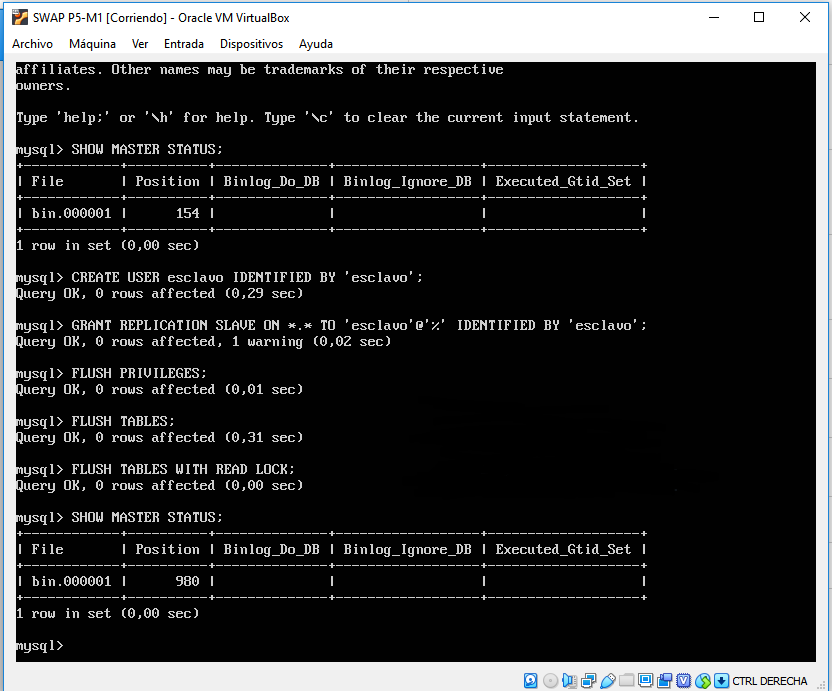 SWAP P5-M1 [Corriendo] - Oracle VM VirtualBox
Archivo Máquina Ver Entrada Dispositivos Ayuda
affiliates. Other names may be trademarks of their respective
owners.
Type 'help;' or '\h' for help. Type '\c' to clear the current input statement.
mysql> SHOW MASTER STATUS;
+------------+----------+--------------+------------------+-------------------+
| File | Position | Binlog_Do_DB | Binlog_Ignore_DB | Executed_Gtid_Set |
+------------+----------+--------------+------------------+-------------------+
| bin.000001 | 154 | | | |
+------------+----------+--------------+------------------+-------------------+
1 row in set (0,00 sec)
mysql> CREATE USER esclavo IDENTIFIED BY 'esclavo';
Query OK, 0 rows affected (0,29 sec)
mysql> GRANT REPLICATION SLAVE ON *.* TO 'esclavo'@'%' IDENTIFIED BY 'esclavo';
Query OK, 0 rows affected, 1 warning (0,02 sec)
mysql> FLUSH PRIVILEGES;
Query OK, 0 rows affected (0,01 sec)
mysql> FLUSH TABLES;
Query OK, 0 rows affected (0,31 sec)
mysql> FLUSH TABLES WITH READ LOCK;
Query OK, 0 rows affected (0,00 sec)
mysql> SHOW MASTER STATUS;
+------------+----------+--------------+------------------+-------------------+
| File | Position | Binlog_Do_DB | Binlog_Ignore_DB | Executed_Gtid_Set |
+------------+----------+--------------+------------------+-------------------+
| bin.000001 | 980 | | | |
+------------+----------+--------------+------------------+-------------------+
1 row in set (0,00 sec)
mysql>
CTRL DERECHA